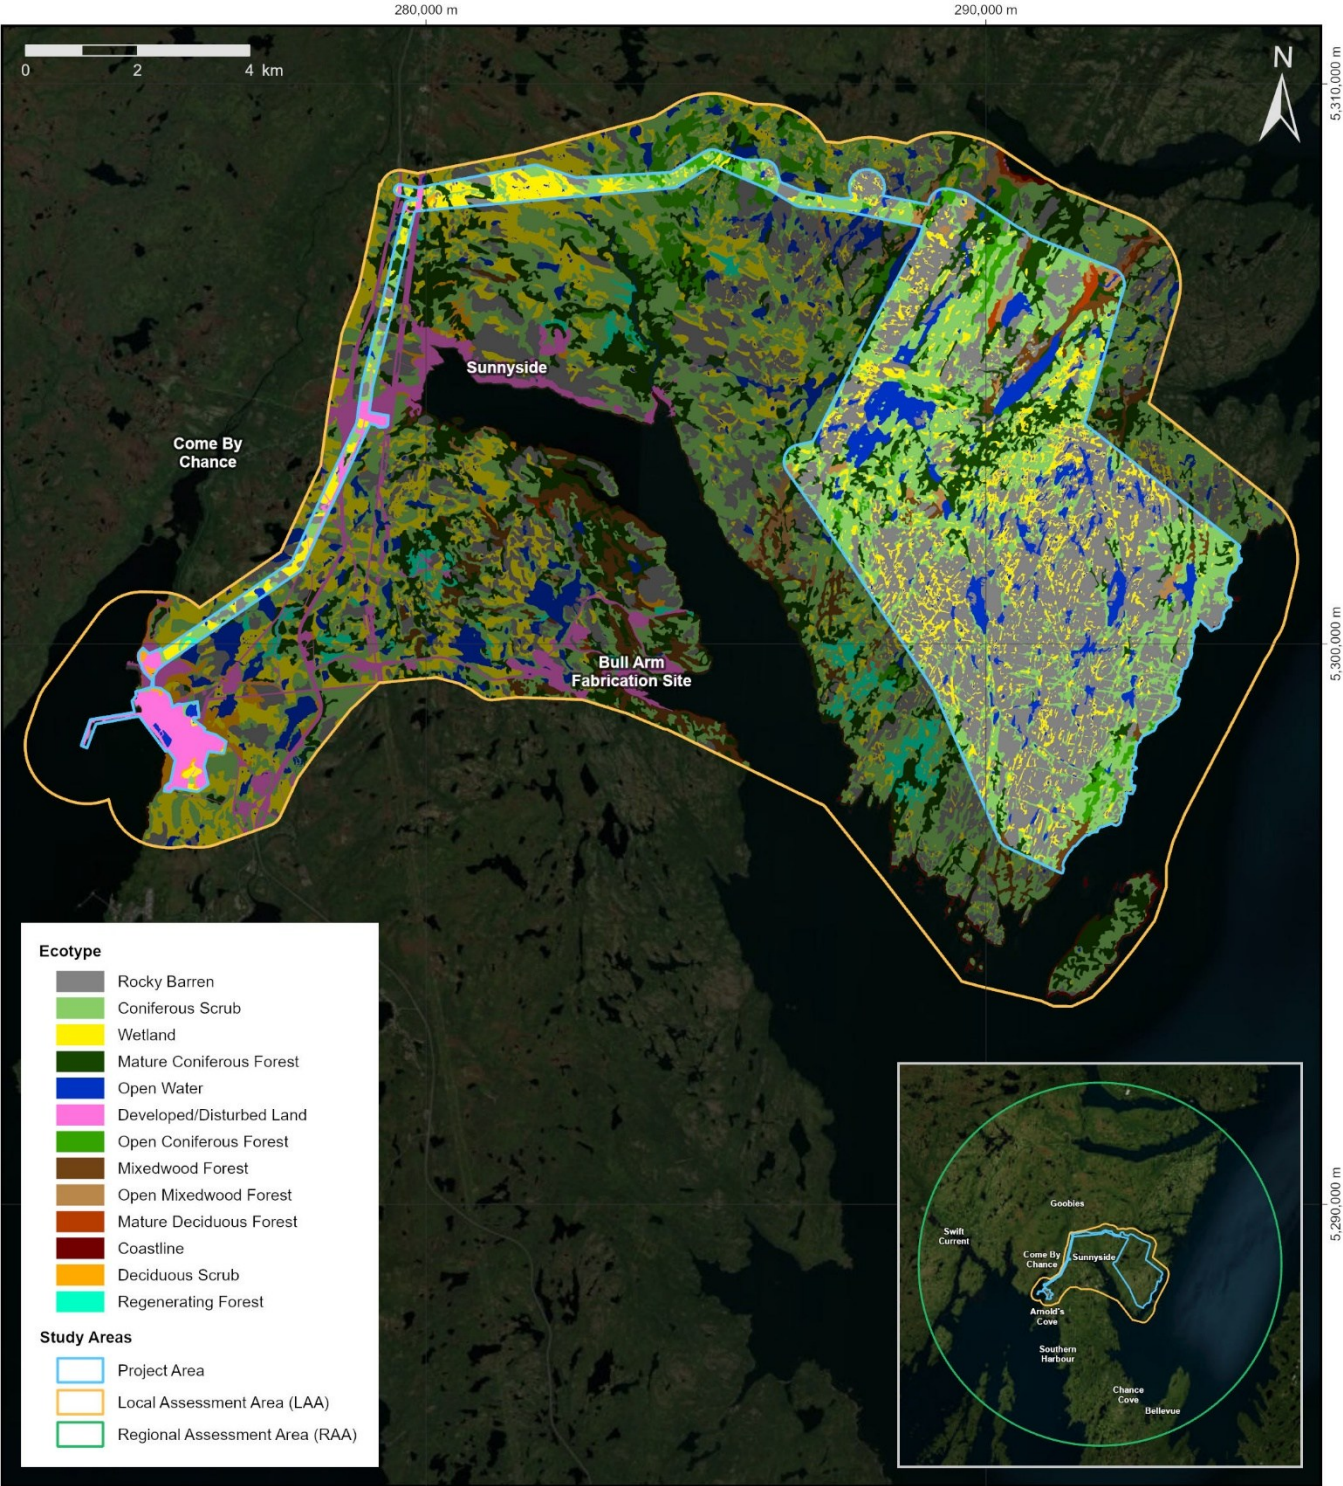 280,000 m
290,000 m
0 2 4 km
N
5,310,000 m
Sunnyside
Come By
Chance
Bull Arm
Fabrication Site
5,300,000 m
Ecotype
Rocky Barren
Coniferous Scrub
Wetland
Mature Coniferous Forest
Open Water
Developed/Disturbed Land
Open Coniferous Forest
Mixedwood Forest
Open Mixedwood Forest
Mature Deciduous Forest
Coastline
Deciduous Scrub
Regenerating Forest
Study Areas
Project Area
Local Assessment Area (LAA)
Regional Assessment Area (RAA)
5,290,000 m
Goobies
Swift
Current
Come By
Chance
Sunnyside
Arnold's
Cove
Southern
Harbour
Chance
Cove
Bellevue